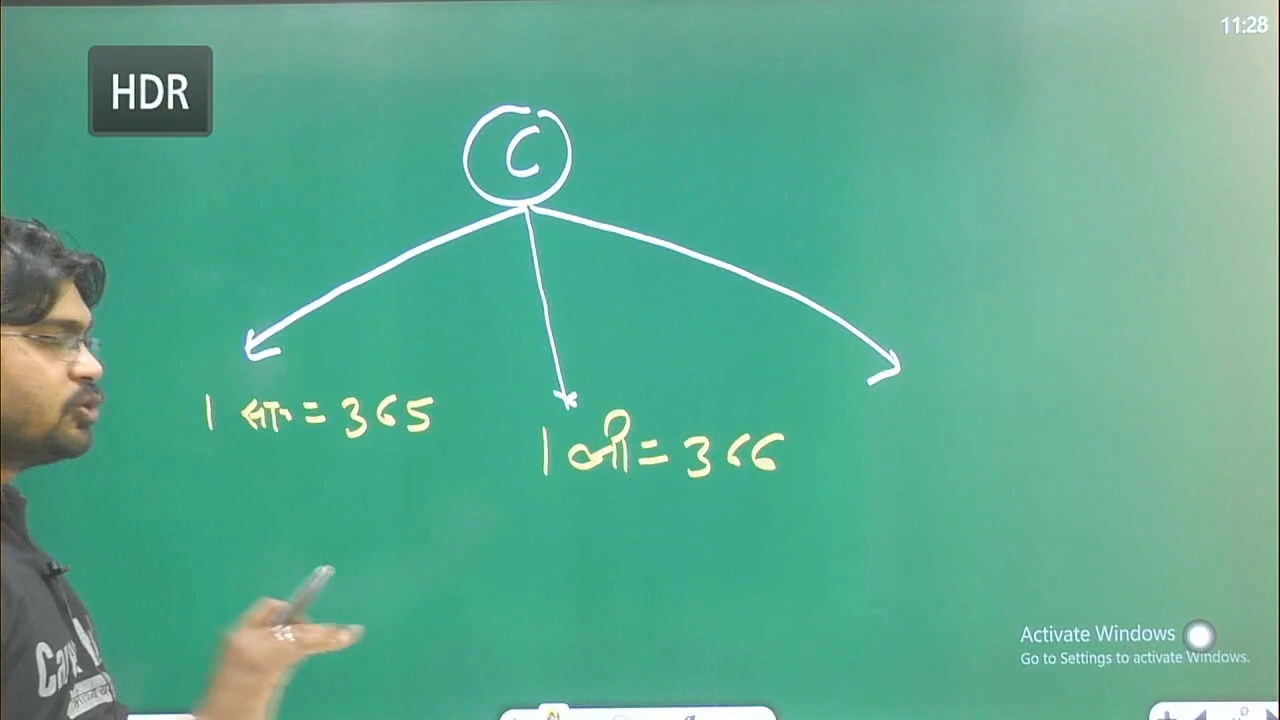 11:28
HDR
C
1 सा॰ = 365
1 ली = 366
Activate Windows
Go to Settings to activate Windows.